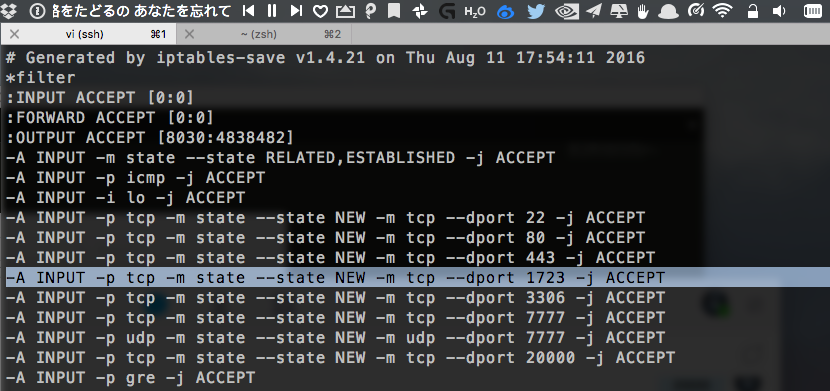 各をたどるの あなたを忘れて H₂O
vi (ssh) ⌘1 ~ (zsh) ⌘2
# Generated by iptables-save v1.4.21 on Thu Aug 11 17:54:11 2016
*filter
:INPUT ACCEPT [0:0]
:FORWARD ACCEPT [0:0]
:OUTPUT ACCEPT [8030:4838482]
-A INPUT -m state --state RELATED,ESTABLISHED -j ACCEPT
-A INPUT -p icmp -j ACCEPT
-A INPUT -i lo -j ACCEPT
-A INPUT -p tcp -m state --state NEW -m tcp --dport 22 -j ACCEPT
-A INPUT -p tcp -m state --state NEW -m tcp --dport 80 -j ACCEPT
-A INPUT -p tcp -m state --state NEW -m tcp --dport 443 -j ACCEPT
-A INPUT -p tcp -m state --state NEW -m tcp --dport 1723 -j ACCEPT
-A INPUT -p tcp -m state --state NEW -m tcp --dport 3306 -j ACCEPT
-A INPUT -p tcp -m state --state NEW -m tcp --dport 7777 -j ACCEPT
-A INPUT -p udp -m state --state NEW -m udp --dport 7777 -j ACCEPT
-A INPUT -p tcp -m state --state NEW -m tcp --dport 20000 -j ACCEPT
-A INPUT -p gre -j ACCEPT